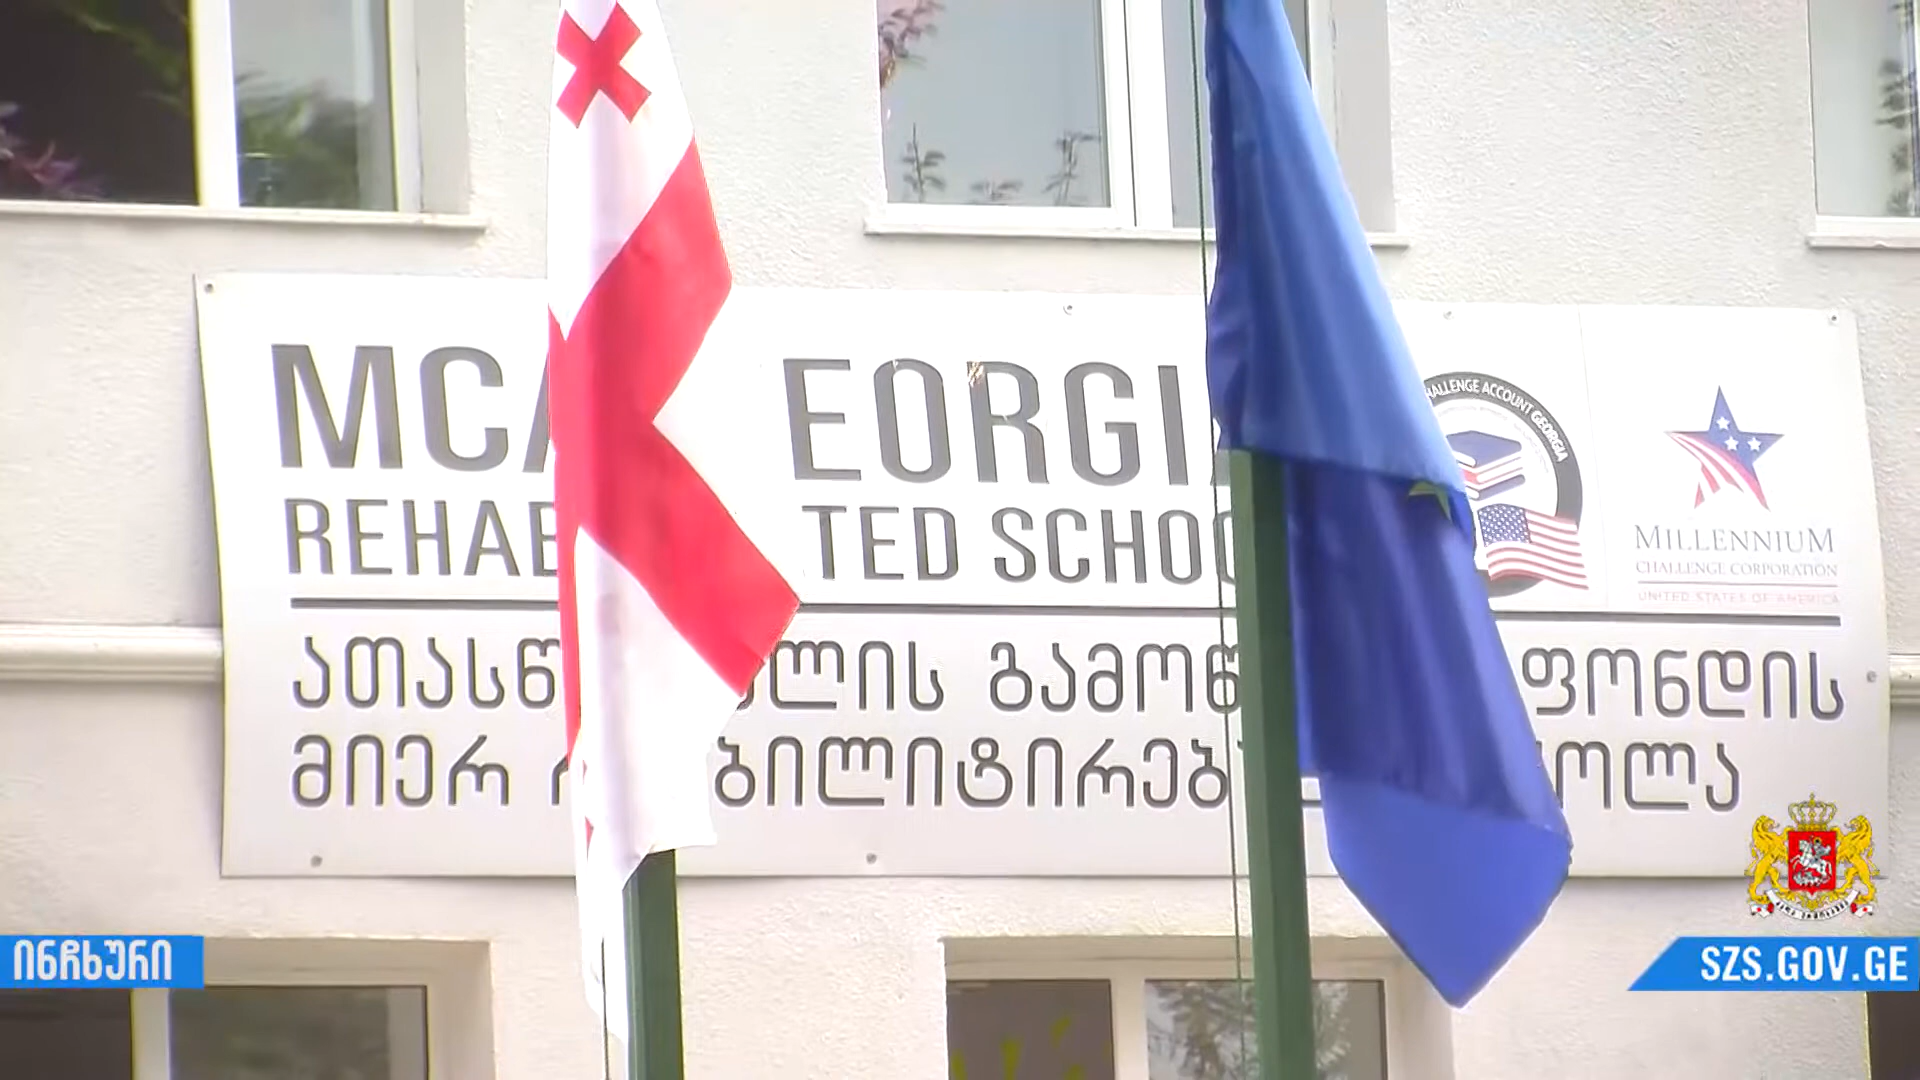 MCA EORGI
REHAB TED SCHOO
ათასწ ლის გამოწ ფონდის
მიერ რ ბილიტირებ ოლა
HALLENGE ACCOUNT GEORGIA
MILLENNIUM
CHALLENGE CORPORATION
UNITED STATES OF AMERICA
ინჩხური
SZS.GOV.GE